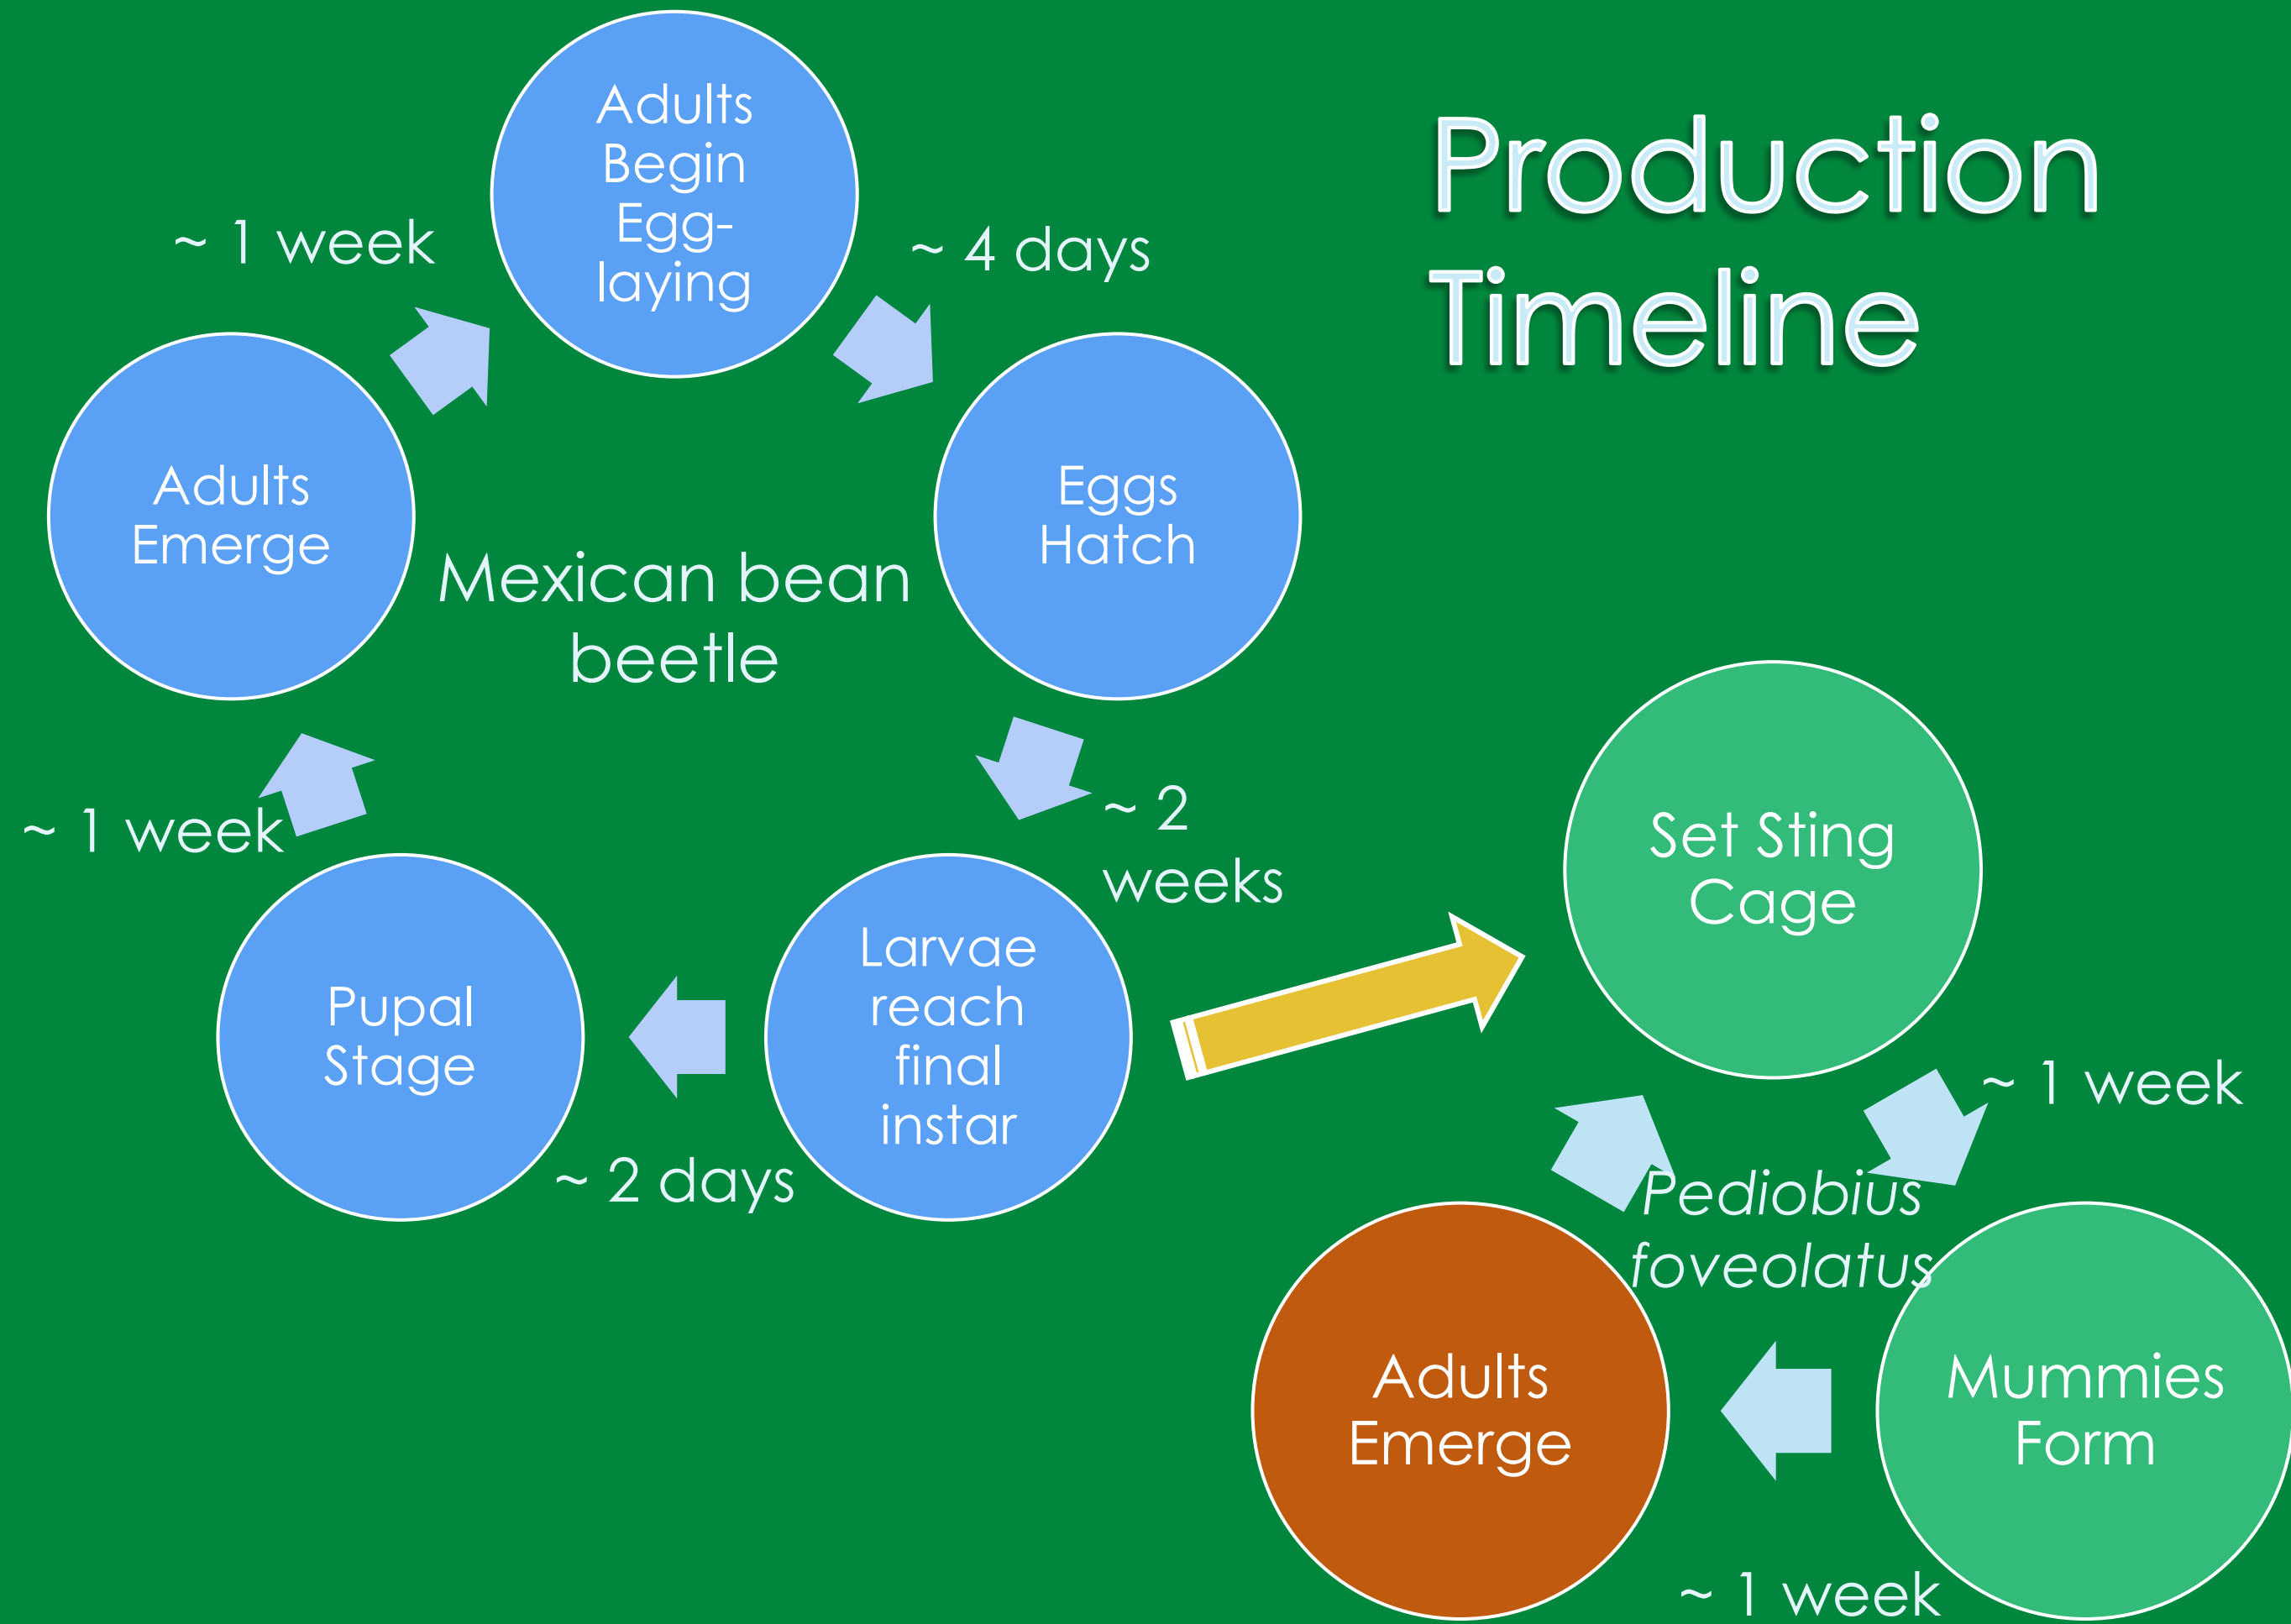 Production
Timeline
Adults
Begin
Egg-
laying
~ 1 week
~ 4 days
Adults
Emerge
Eggs
Hatch
Mexican bean
beetle
~ 1 week
~ 2
weeks
Pupal
Stage
Larvae
reach
final
instar
~ 2 days
Set Sting
Cage
~ 1 week
Pediobius
foveolatus
Adults
Emerge
Mummies
Form
~ 1 week